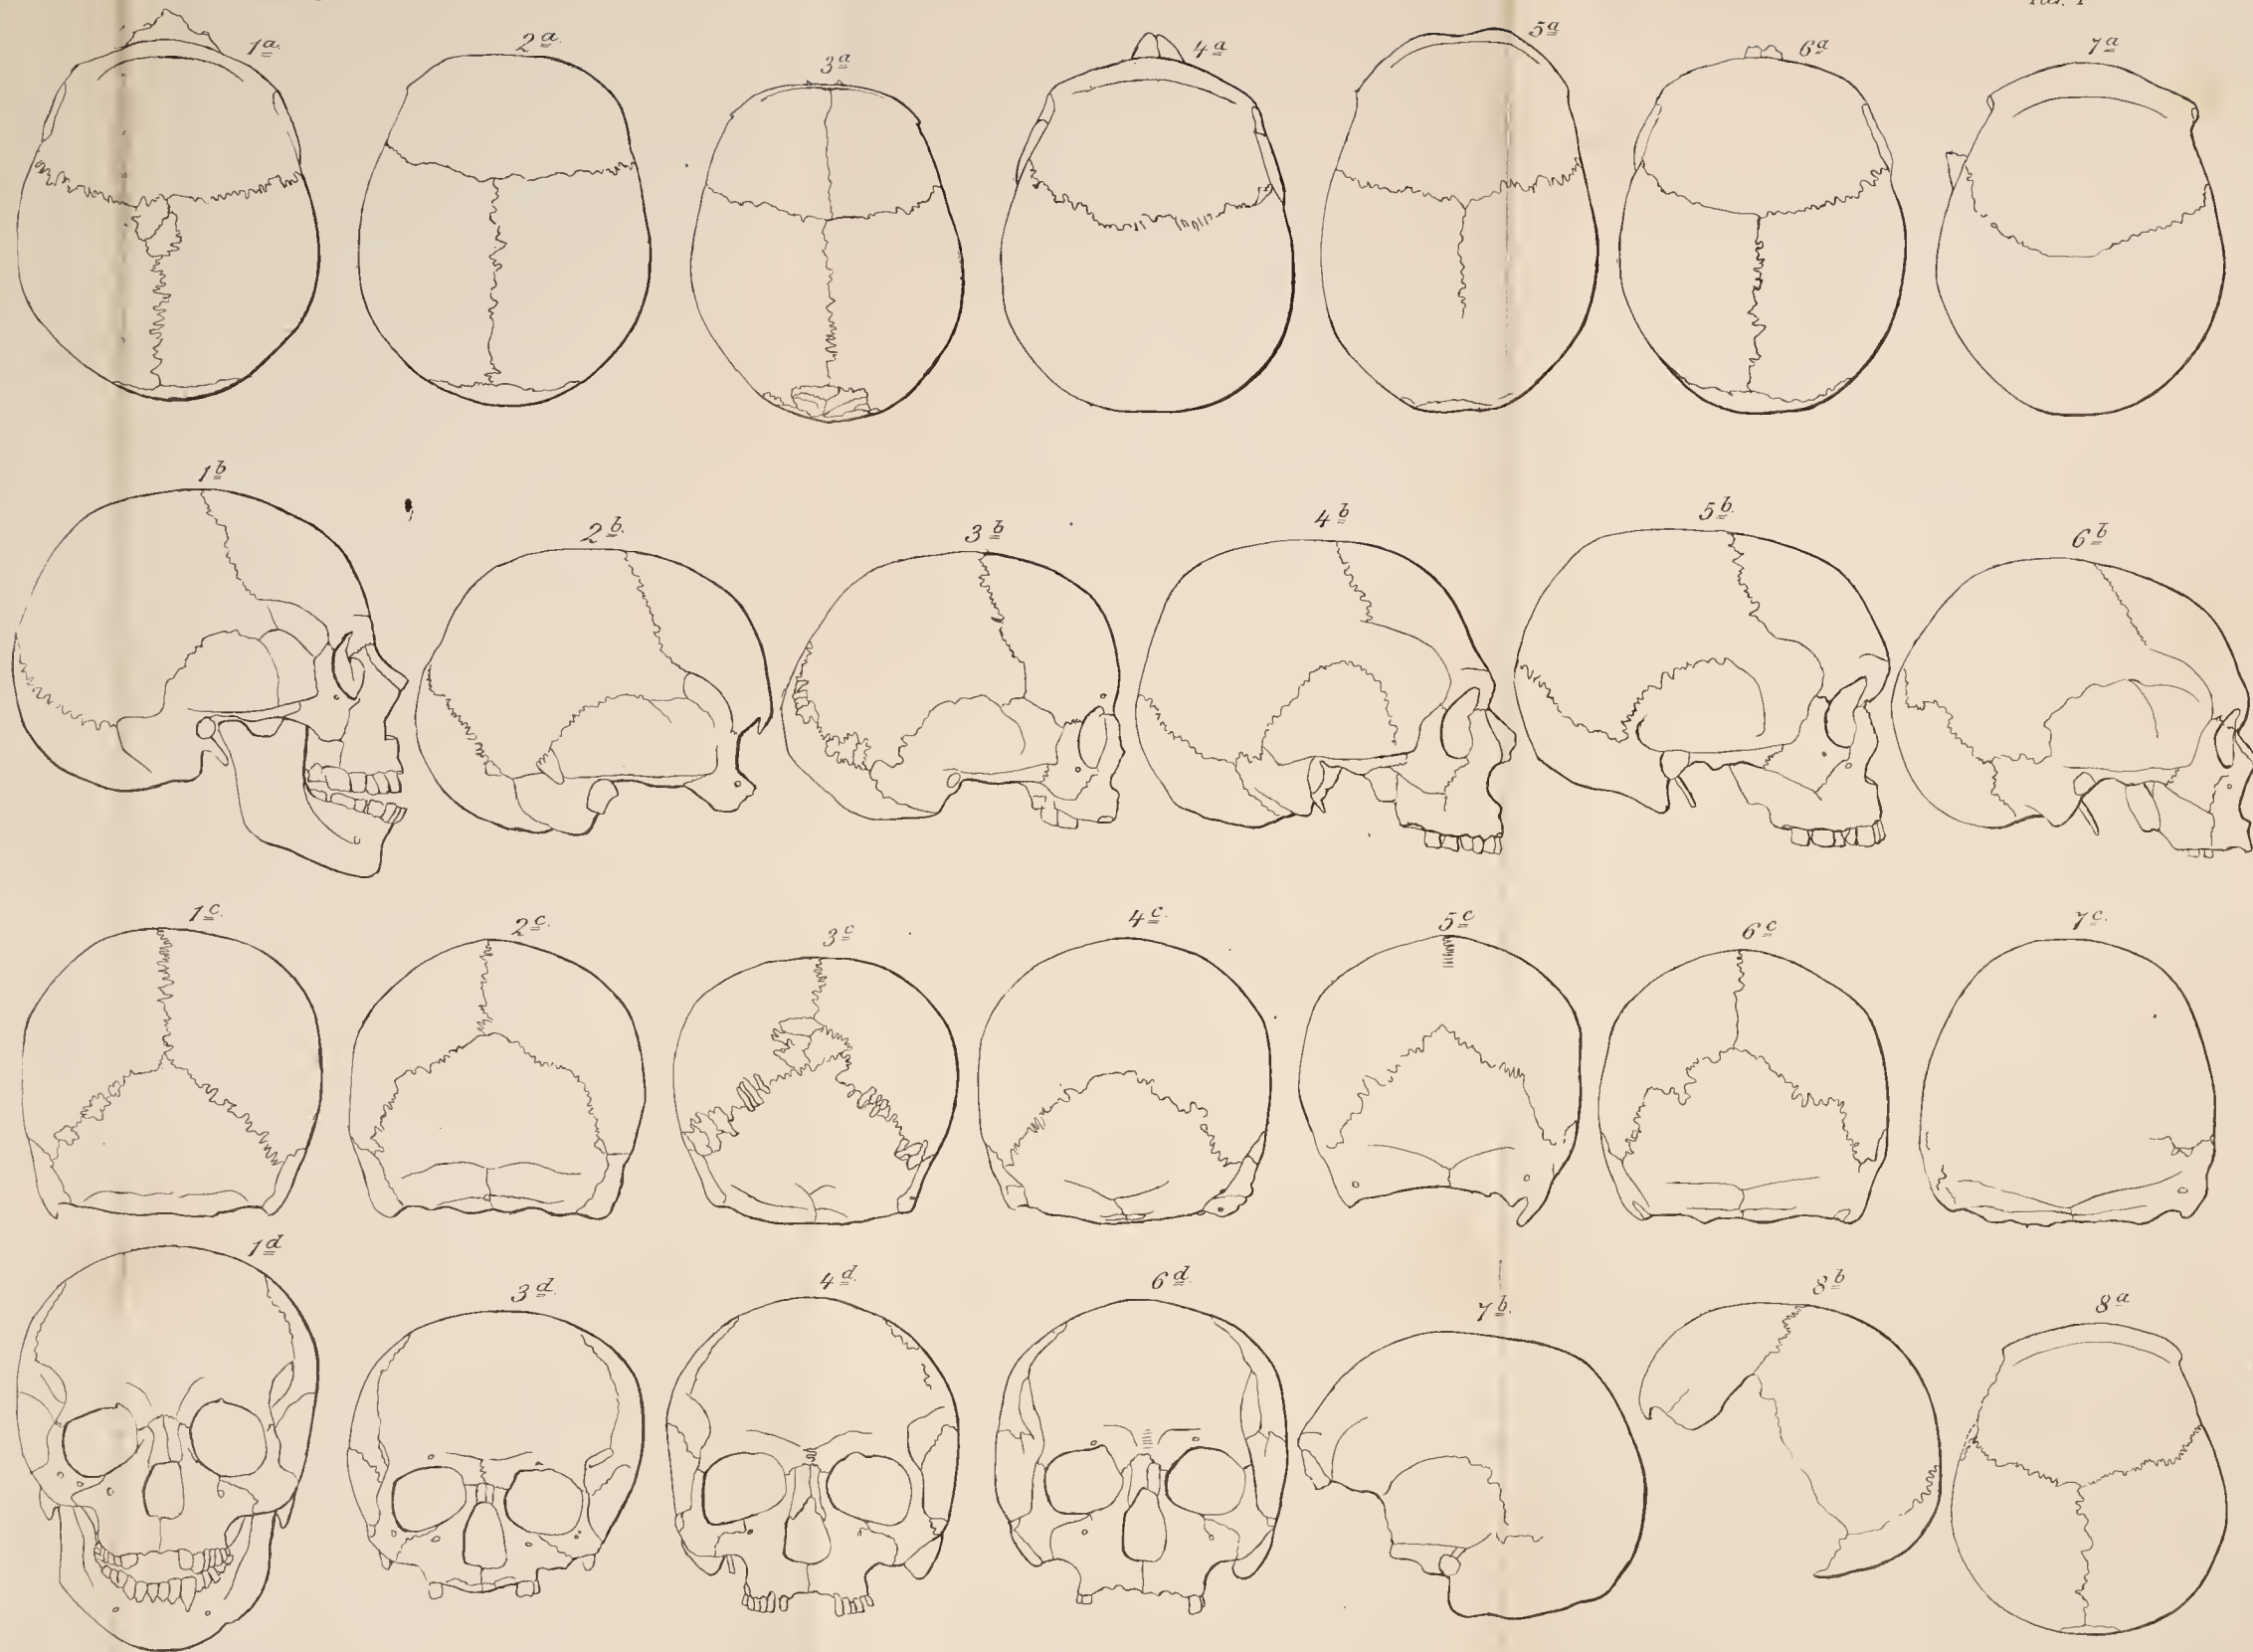 1a. 2a. 3a 4a 5a 6a 7a
1b 2b. 3b 4b 5b. 6b
1c. 2c. 3c 4c. 5c 6c 7c.
1d 3d. 4d. 6d. 7b. 8b 8a